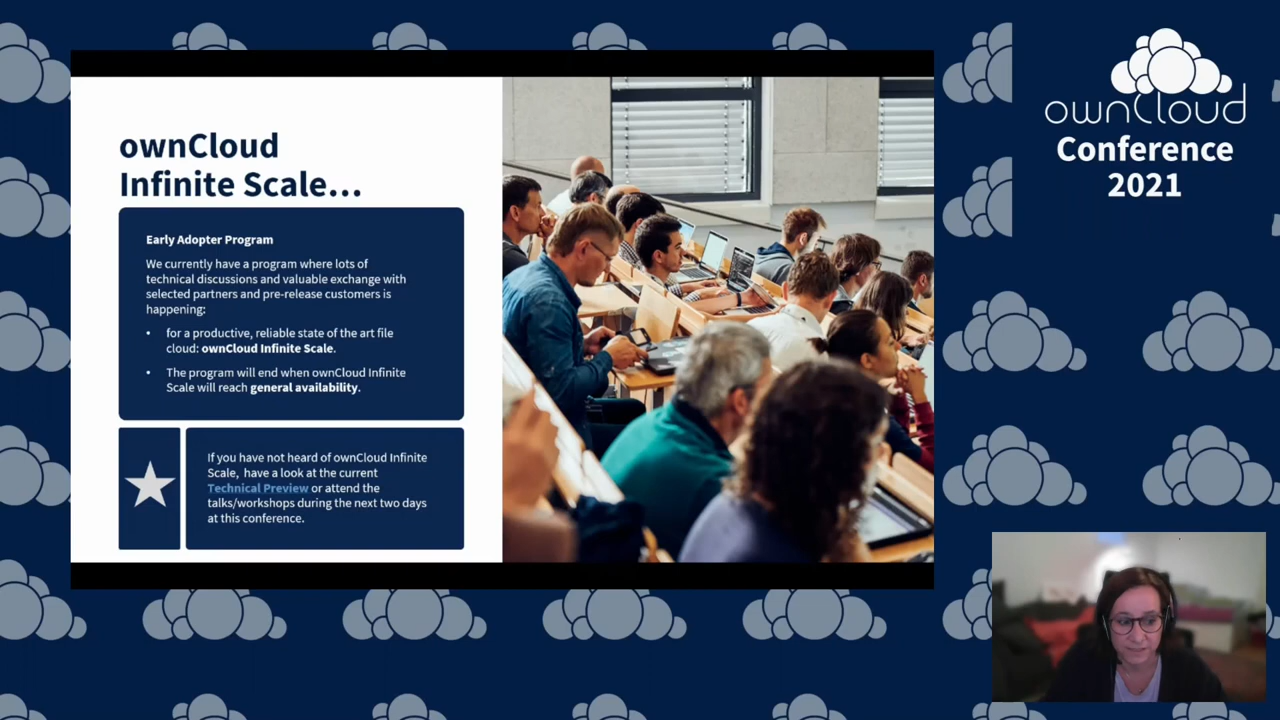 ownCloud
Infinite Scale...
Early Adopter Program
We currently have a program where lots of
technical discussions and valuable exchange with
selected partners and pre-release customers is
happening:
• for a productive, reliable state of the art file
cloud: ownCloud Infinite Scale.
• The program will end when ownCloud Infinite
Scale will reach general availability.
If you have not heard of ownCloud Infinite
Scale, have a look at the current
Technical Preview or attend the
talks/workshops during the next two days
at this conference.
ownCloud
Conference
2021